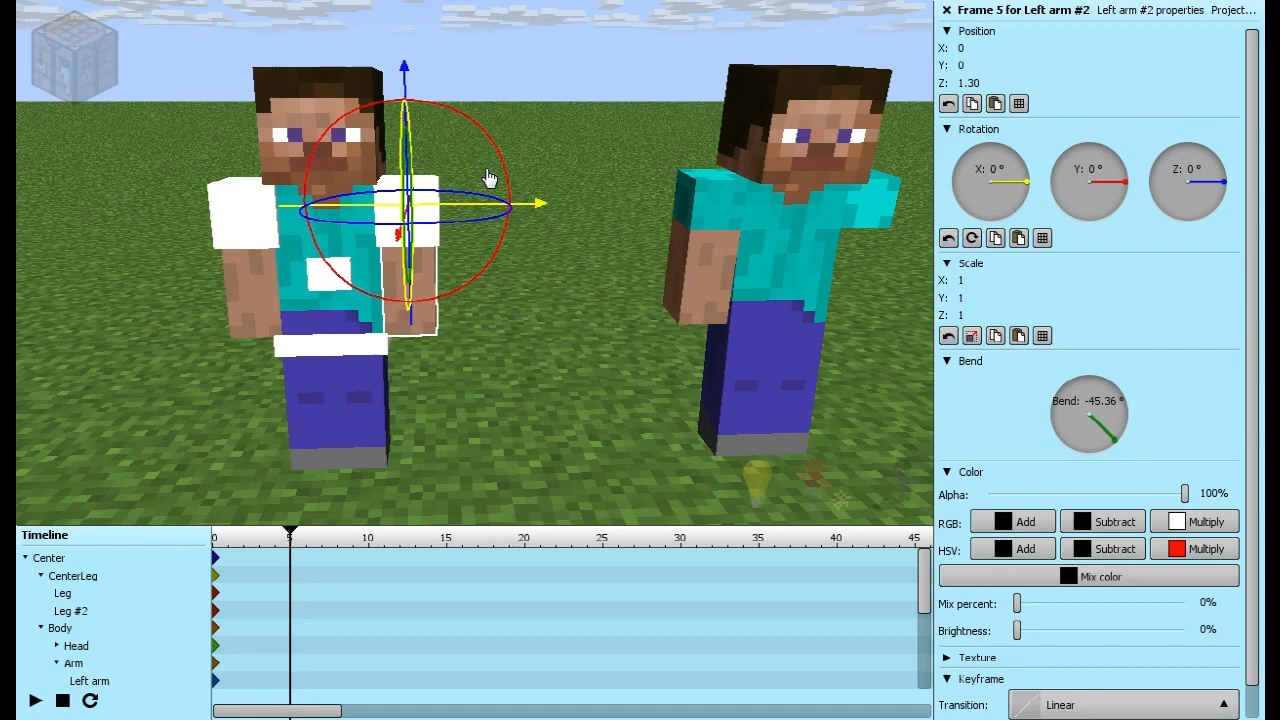 Frame 5 for Left arm #2 Left arm #2 properties Project...
Position
X: 0
Y: 0
Z: 1.30
Rotation
X: 0 ° Y: 0 ° Z: 0 °
Scale
X: 1
Y: 1
Z: 1
Bend
Bend: -45.36 °
Color
Alpha: 100%
RGB: Add Subtract Multiply
HSV: Add Subtract Multiply
Mix color
Mix percent: 0%
Brightness: 0%
Texture
Keyframe
Transition: Linear
Timeline
0 5 10 15 20 25 30 35 40 45
Center
CenterLeg
Leg
Leg #2
Body
Head
Arm
Left arm